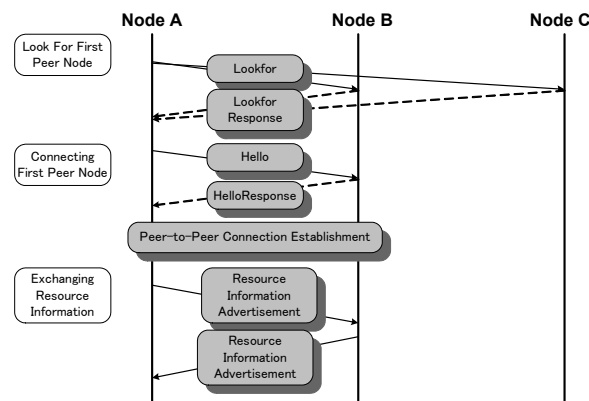 Node A
Node B
Node C
Look For First
Peer Node
Lookfor
Lookfor
Response
Connecting
First Peer Node
Hello
HelloResponse
Peer-to-Peer Connection Establishment
Exchanging
Resource
Information
Resource
Information
Advertisement
Resource
Information
Advertisement